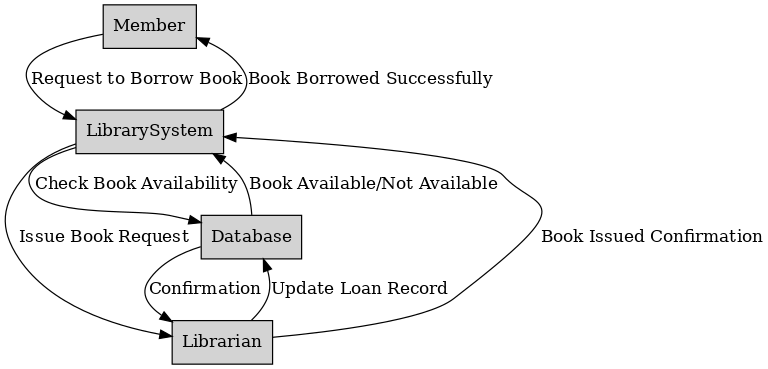 Member
Request to Borrow Book
Book Borrowed Successfully
LibrarySystem
Check Book Availability
Book Available/Not Available
Issue Book Request
Database
Book Issued Confirmation
Confirmation
Update Loan Record
Librarian